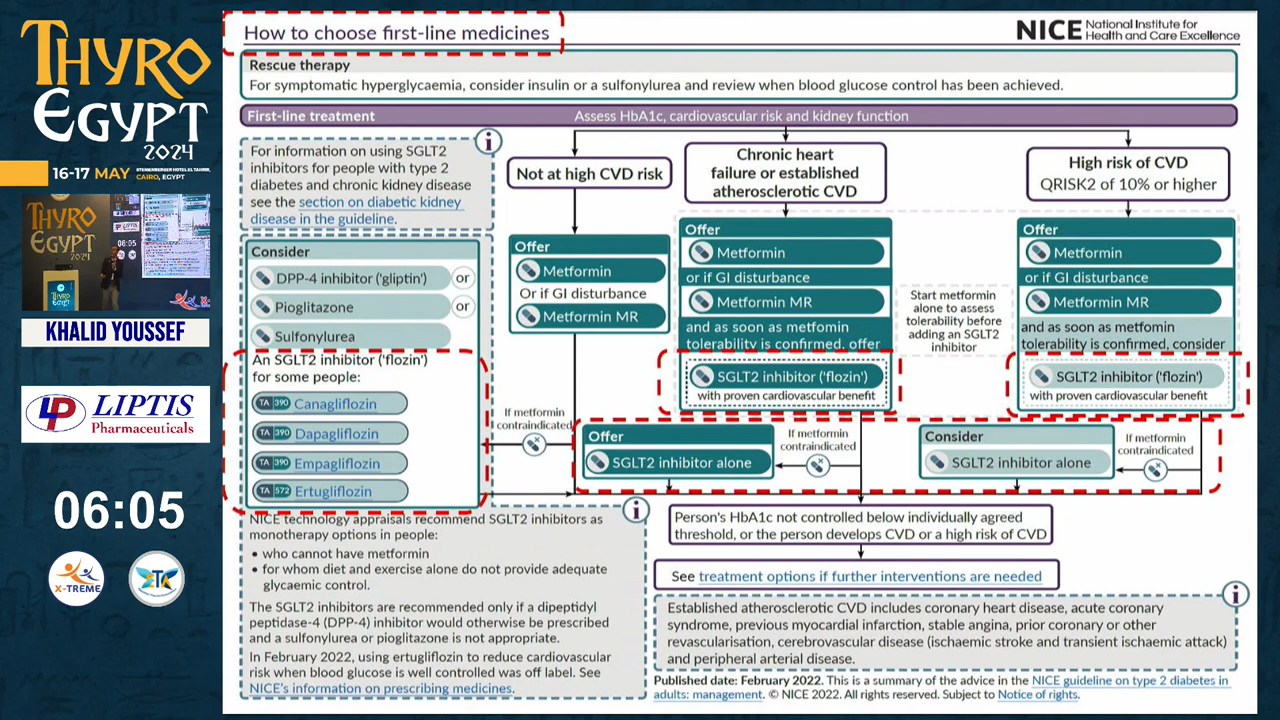 THYRO
EGYPT
2024
16-17 MAY
STEIGENBERGER HOTEL EL TAHRIR,
CAIRO, EGYPT
THYRO
EGYPT
2024
06:05
KHALID YOUSSEF
LIPTIS
Pharmaceuticals
06:05
X-TREME
ETA
How to choose first-line medicines
NICE National Institute for
Health and Care Excellence
Rescue therapy
For symptomatic hyperglycaemia, consider insulin or a sulfonylurea and review when blood glucose control has been achieved.
First-line treatment
Assess HbA1c, cardiovascular risk and kidney function
For information on using SGLT2
inhibitors for people with type 2
diabetes and chronic kidney disease
see the section on diabetic kidney
disease in the guideline.
Consider
DPP-4 inhibitor ('gliptin') or
Pioglitazone or
Sulfonylurea
An SGLT2 inhibitor ('flozin')
for some people:
TA 390 Canagliflozin
TA 390 Dapagliflozin
TA 390 Empagliflozin
TA 572 Ertugliflozin
If metformin
contraindicated
NICE technology appraisals recommend SGLT2 inhibitors as
monotherapy options in people:
• who cannot have metformin
• for whom diet and exercise alone do not provide adequate
glycaemic control.
The SGLT2 inhibitors are recommended only if a dipeptidyl
peptidase-4 (DPP-4) inhibitor would otherwise be prescribed
and a sulfonylurea or pioglitazone is not appropriate.
In February 2022, using ertugliflozin to reduce cardiovascular
risk when blood glucose is well controlled was off label. See
NICE's information on prescribing medicines.
Not at high CVD risk
Offer
Metformin
Or if GI disturbance
Metformin MR
Chronic heart
failure or established
atherosclerotic CVD
Offer
Metformin
or if GI disturbance
Metformin MR
and as soon as metfomin
tolerability is confirmed, offer
SGLT2 inhibitor ('flozin')
with proven cardiovascular benefit
Start metformin
alone to assess
tolerability before
adding an SGLT2
inhibitor
High risk of CVD
QRISK2 of 10% or higher
Offer
Metformin
or if GI disturbance
Metformin MR
and as soon as metfomin
tolerability is confirmed, consider
SGLT2 inhibitor ('flozin')
with proven cardiovascular benefit
Offer
SGLT2 inhibitor alone
If metformin
contraindicated
Consider
SGLT2 inhibitor alone
If metformin
contraindicated
Person's HbA1c not controlled below individually agreed
threshold, or the person develops CVD or a high risk of CVD
See treatment options if further interventions are needed
Established atherosclerotic CVD includes coronary heart disease, acute coronary
syndrome, previous myocardial infarction, stable angina, prior coronary or other
revascularisation, cerebrovascular disease (ischaemic stroke and transient ischaemic attack)
and peripheral arterial disease.
Published date: February 2022. This is a summary of the advice in the NICE guideline on type 2 diabetes in
adults: management. © NICE 2022. All rights reserved. Subject to Notice of rights.